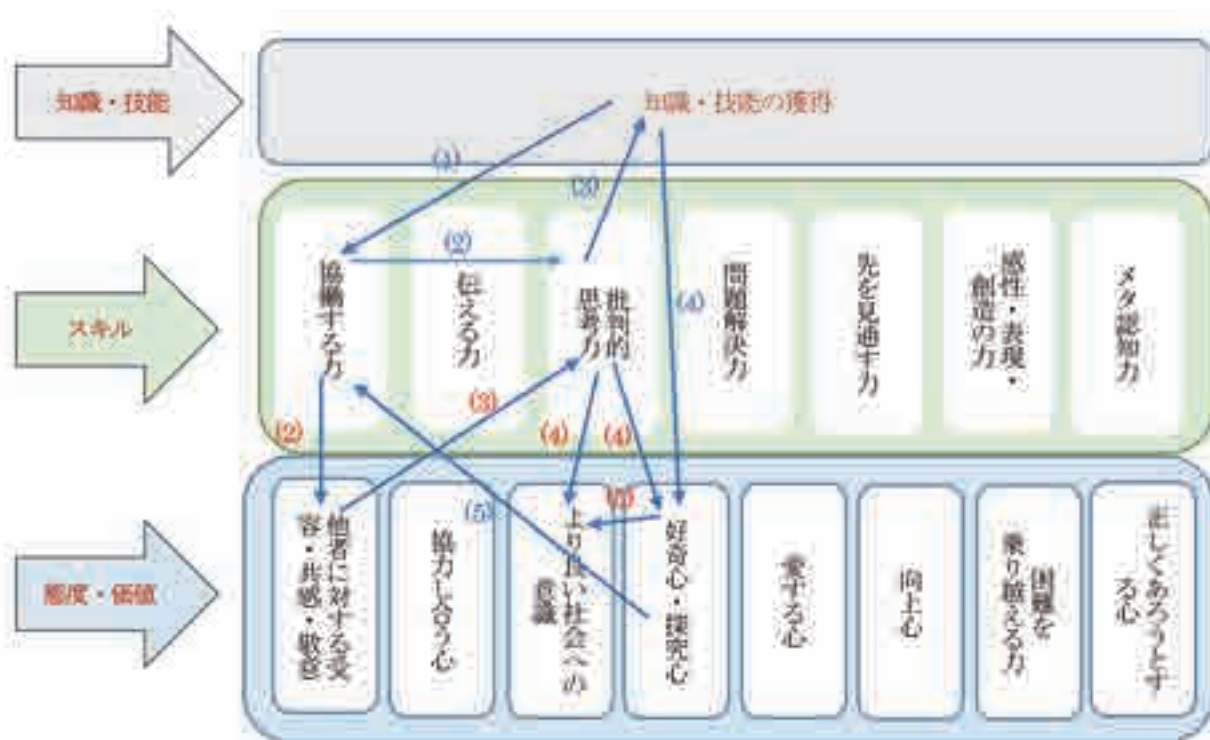 知識・技能
知識・技能の獲得
(1)
(3)
(2)
(4)
スキル
協働する力
伝える力
批判的
思考力
問題解決力
先を見通す力
感性・表現・
創造の力
メタ認知力
(2)
(3)
(4)
(4)
(5)
態度・価値
他者に対する受
容・共感・敬意
協力し合う心
より良い社会への
意識
好奇心・探究心
愛する心
向上心
困難を
乗り越える力
正しくあろうとす
る心